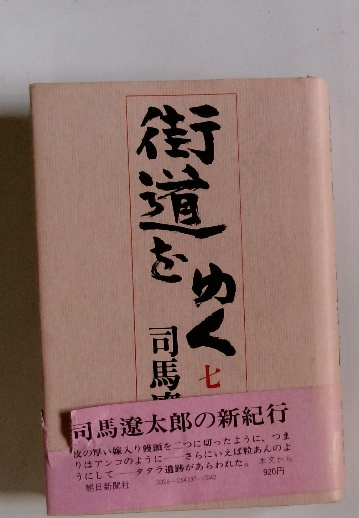 街道を
ゆく
七
司馬遼
司馬遼太郎の新紀行
皮の厚い嫁入り饅頭を二つに切ったように、つま
りはアンコのように──さらにいえば粒あんのよ
うにして──タタラ遺跡があらわれた。 本文から
朝日新聞社 0326-254397-0042 920円